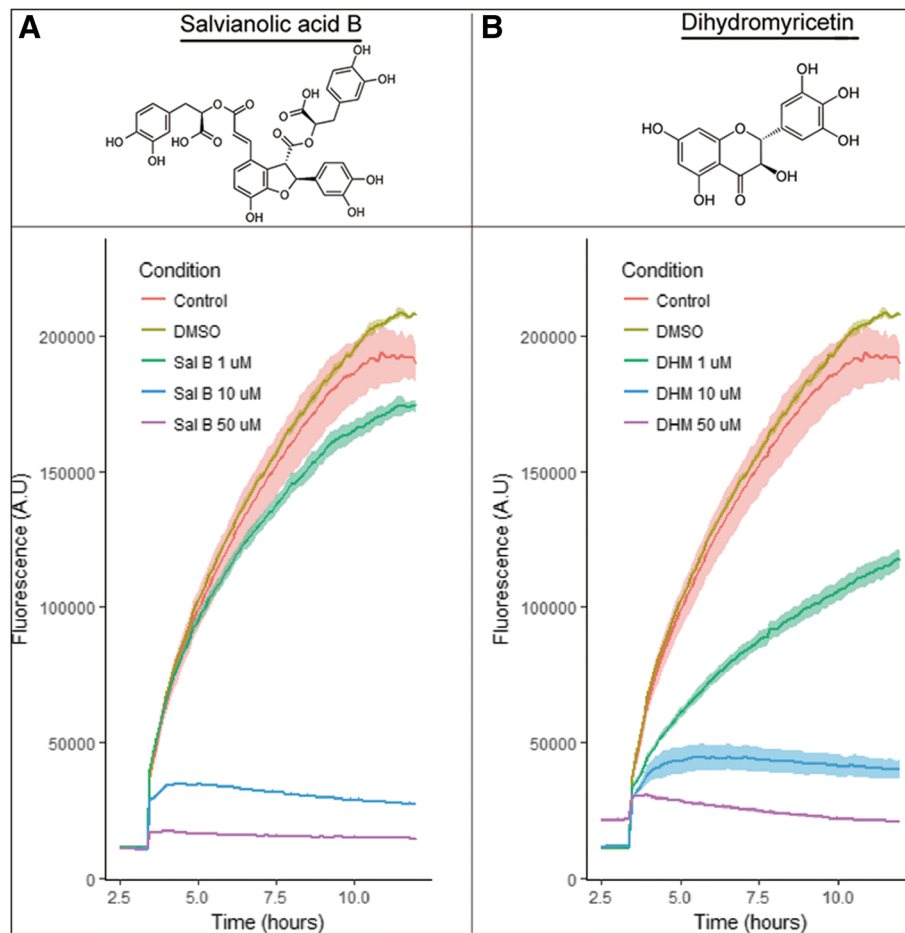 A
Salvianolic acid B
OH
OH
OH
OH
O
O
O
O
O
HO
HO
HO
O
O
OH
OH
OH
Condition
Control
DMSO
Sal B 1 uM
Sal B 10 uM
Sal B 50 uM
200000
150000
100000
50000
0
Fluorescence (A.U)
2.5
5.0
7.5
10.0
Time (hours)
B
Dihydromyricetin
OH
OH
OH
HO
O
OH
OH
O
Condition
Control
DMSO
DHM 1 uM
DHM 10 uM
DHM 50 uM
200000
150000
100000
50000
0
Fluorescence (A.U)
2.5
5.0
7.5
10.0
Time (hours)